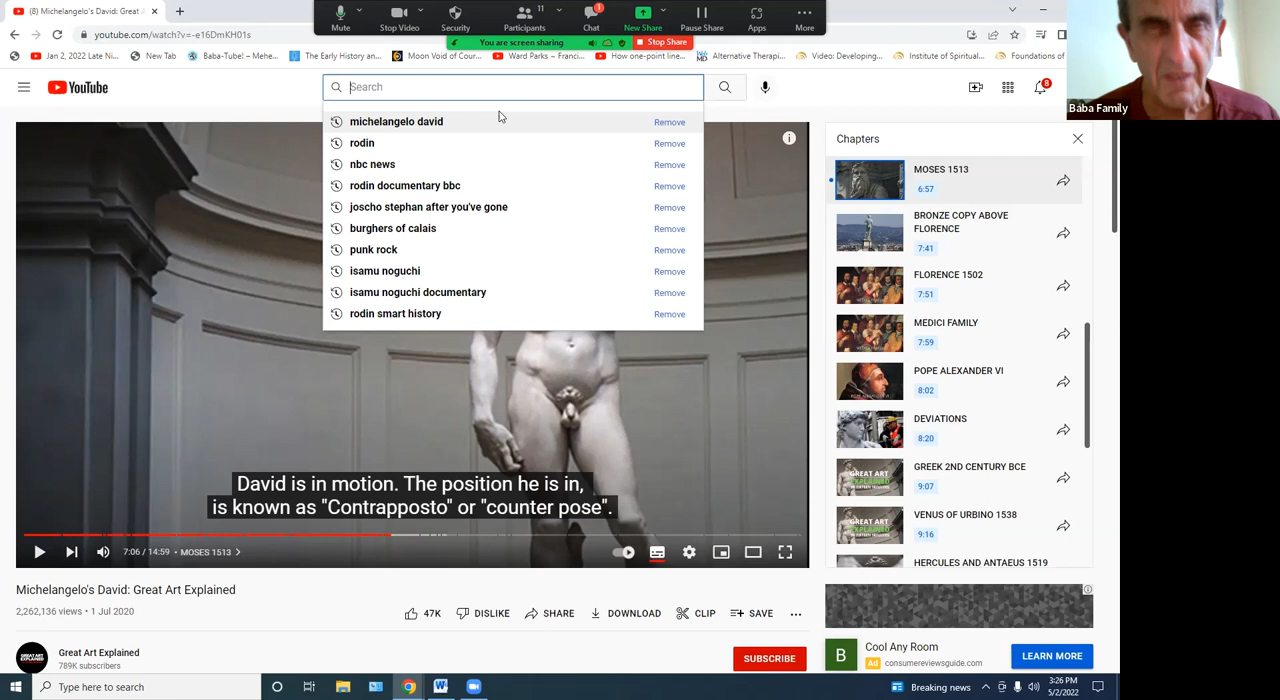 (8) Michelangelo's David: Great A
youtube.com/watch?v=-e16DmKH01s
Jan 2, 2022 Late Ni...
New Tab
Baba-Tube! – Mehe...
The Early History an...
Moon Void of Cour...
Ward Parks ~ Franci...
How one-point line...
MD
Alternative Therapi...
Video: Developing...
Institute of Spiritual...
Foundations of
Mute
Stop Video
Security
11
Participants
1
Chat
New Share
Pause Share
Apps
More
You are screen sharing
Stop Share
Baba Family
YouTube
Search
8
michelangelo david
Remove
rodin
Remove
nbc news
Remove
rodin documentary bbc
Remove
joscho stephan after you've gone
Remove
burghers of calais
Remove
punk rock
Remove
isamu noguchi
Remove
isamu noguchi documentary
Remove
rodin smart history
Remove
David is in motion. The position he is in,
is known as "Contrapposto" or "counter pose".
7:06 / 14:59 • MOSES 1513
Chapters
MOSES 1513
6:57
BRONZE COPY ABOVE
FLORENCE
7:41
FLORENCE 1502
7:51
MEDICI FAMILY
7:59
POPE ALEXANDER VI
8:02
DEVIATIONS
8:20
GREAT ART
EXPLAINED
GREEK 2ND CENTURY BCE
9:07
GREAT ART
EXPLAINED
VENUS OF URBINO 1538
9:16
HERCULES AND ANTAEUS 1519
Michelangelo's David: Great Art Explained
2,262,136 views • 1 Jul 2020
47K
DISLIKE
SHARE
DOWNLOAD
CLIP
SAVE
Great Art Explained
789K subscribers
SUBSCRIBE
B
Cool Any Room
Ad
consumereviewsguide.com
LEARN MORE
Type here to search
Breaking news
3:26 PM
5/2/2022